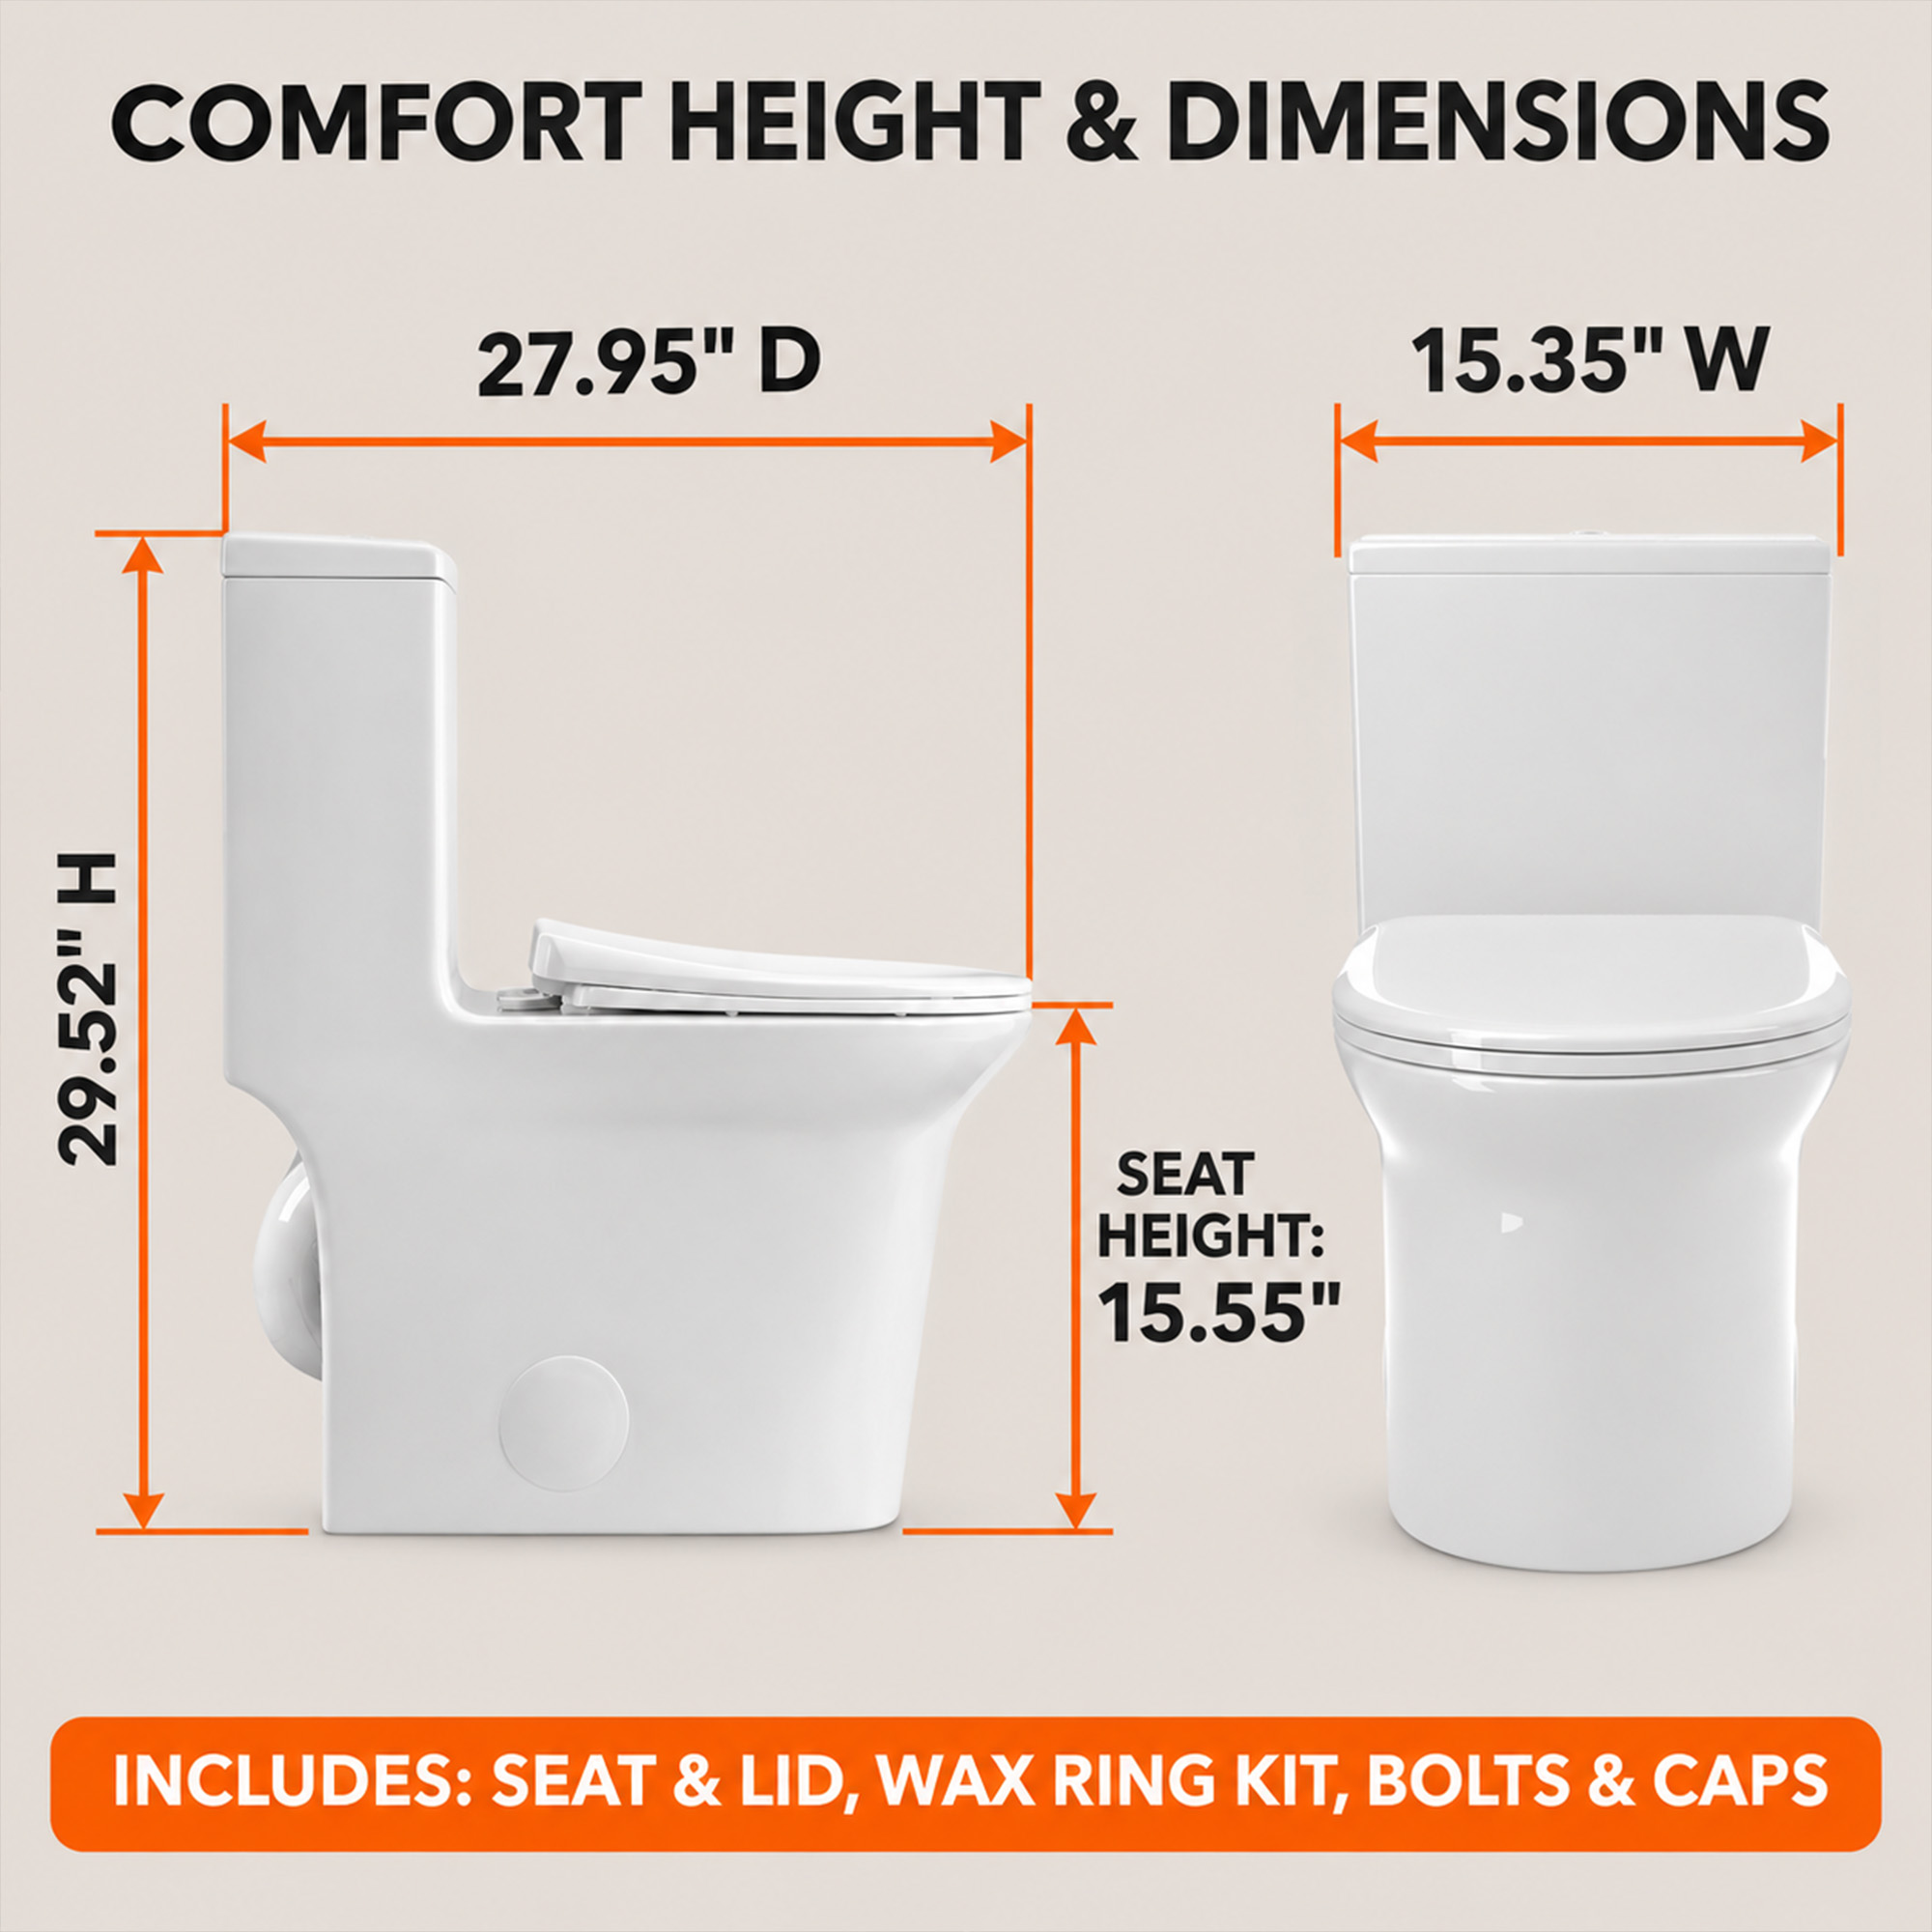 COMFORT HEIGHT & DIMENSIONS
27.95" D
15.35" W
29.52" H
SEAT
HEIGHT:
15.55"
INCLUDES: SEAT & LID, WAX RING KIT, BOLTS & CAPS